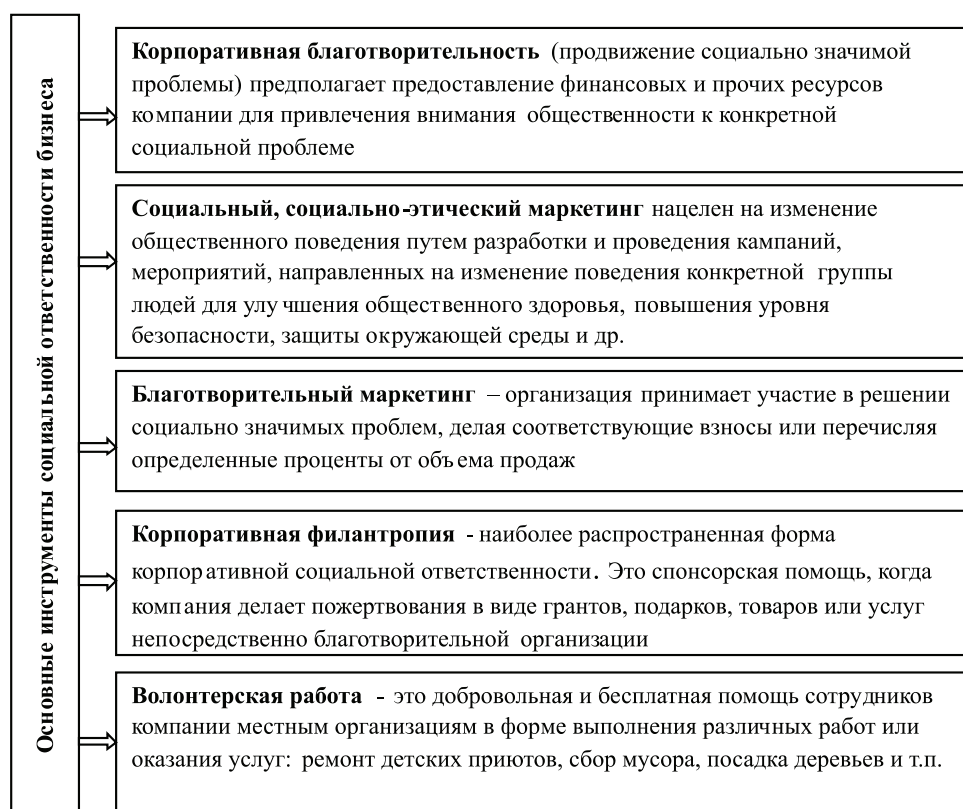 Основные инструменты социальной ответственности бизнеса
Корпоративная благотворительность (продвижение социально значимой
проблемы) предполагает предоставление финансовых и прочих ресурсов
компании для привлечения внимания общественности к конкретной
социальной проблеме
Социальный, социально-этический маркетинг нацелен на изменение
общественного поведения путем разработки и проведения кампаний,
мероприятий, направленных на изменение поведения конкретной группы
людей для улучшения общественного здоровья, повышения уровня
безопасности, защиты окружающей среды и др.
Благотворительный маркетинг – организация принимает участие в решении
социально значимых проблем, делая соответствующие взносы или перечисляя
определенные проценты от объема продаж
Корпоративная филантропия - наиболее распространенная форма
корпоративной социальной ответственности. Это спонсорская помощь, когда
компания делает пожертвования в виде грантов, подарков, товаров или услуг
непосредственно благотворительной организации
Волонтерская работа - это добровольная и бесплатная помощь сотрудников
компании местным организациям в форме выполнения различных работ или
оказания услуг: ремонт детских приютов, сбор мусора, посадка деревьев и т.п.